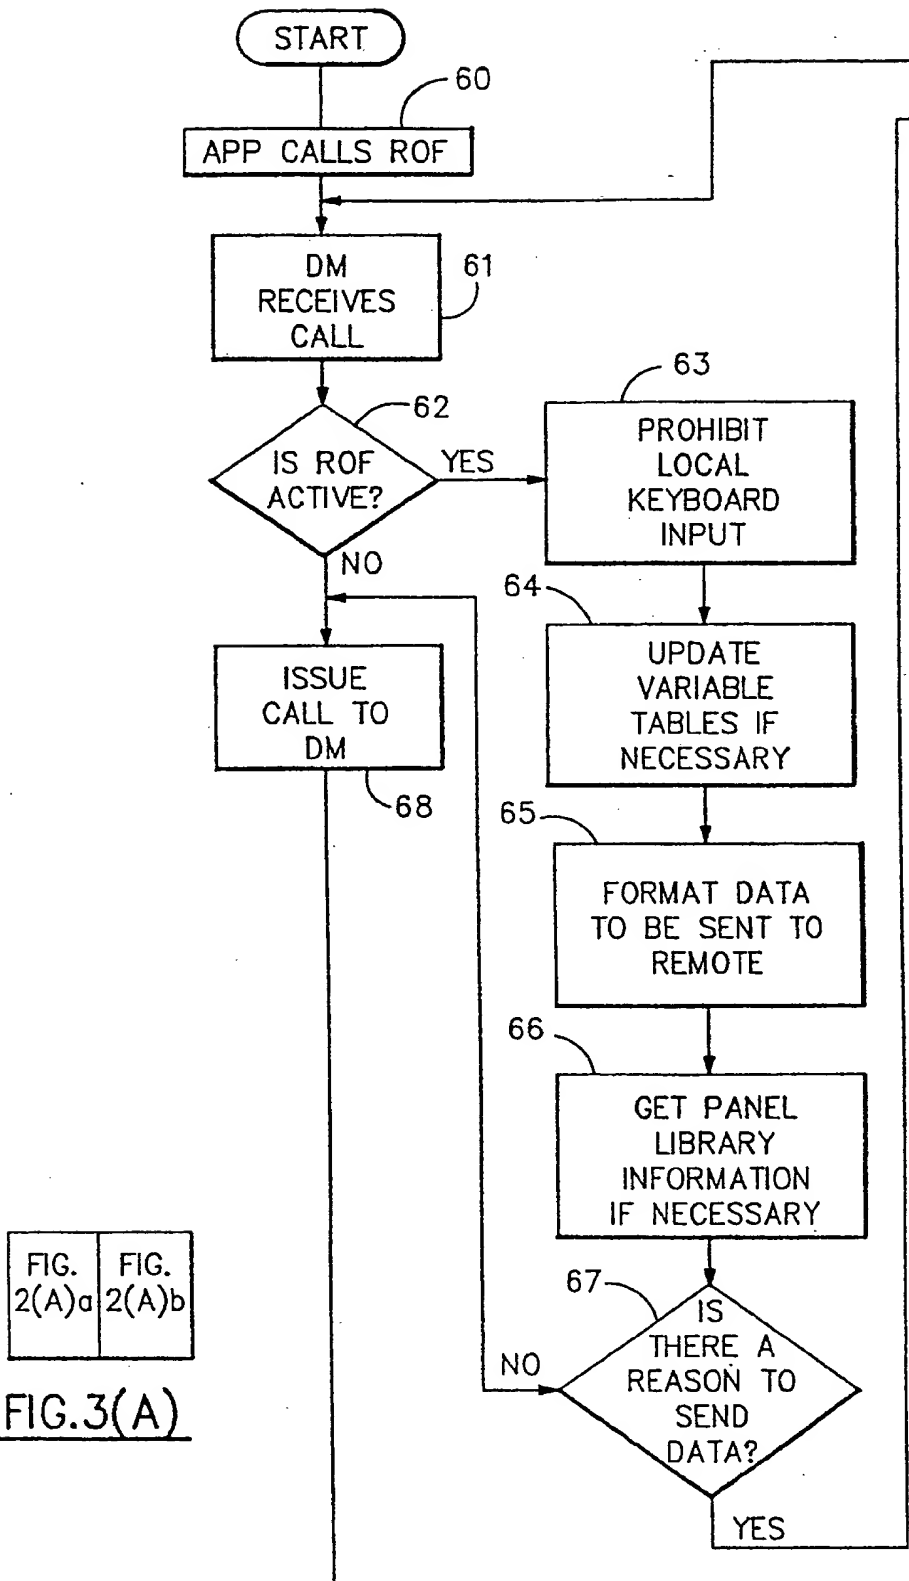 START
60
APP CALLS ROF
DM
RECEIVES
CALL
61
62
IS ROF
ACTIVE?
YES
NO
63
PROHIBIT
LOCAL
KEYBOARD
INPUT
64
UPDATE
VARIABLE
TABLES IF
NECESSARY
ISSUE
CALL TO
DM
68
65
FORMAT DATA
TO BE SENT TO
REMOTE
66
GET PANEL
LIBRARY
INFORMATION
IF NECESSARY
67
IS
THERE A
REASON TO
SEND
DATA?
NO
YES
FIG.
2(A)a
FIG.
2(A)b
FIG.3(A)